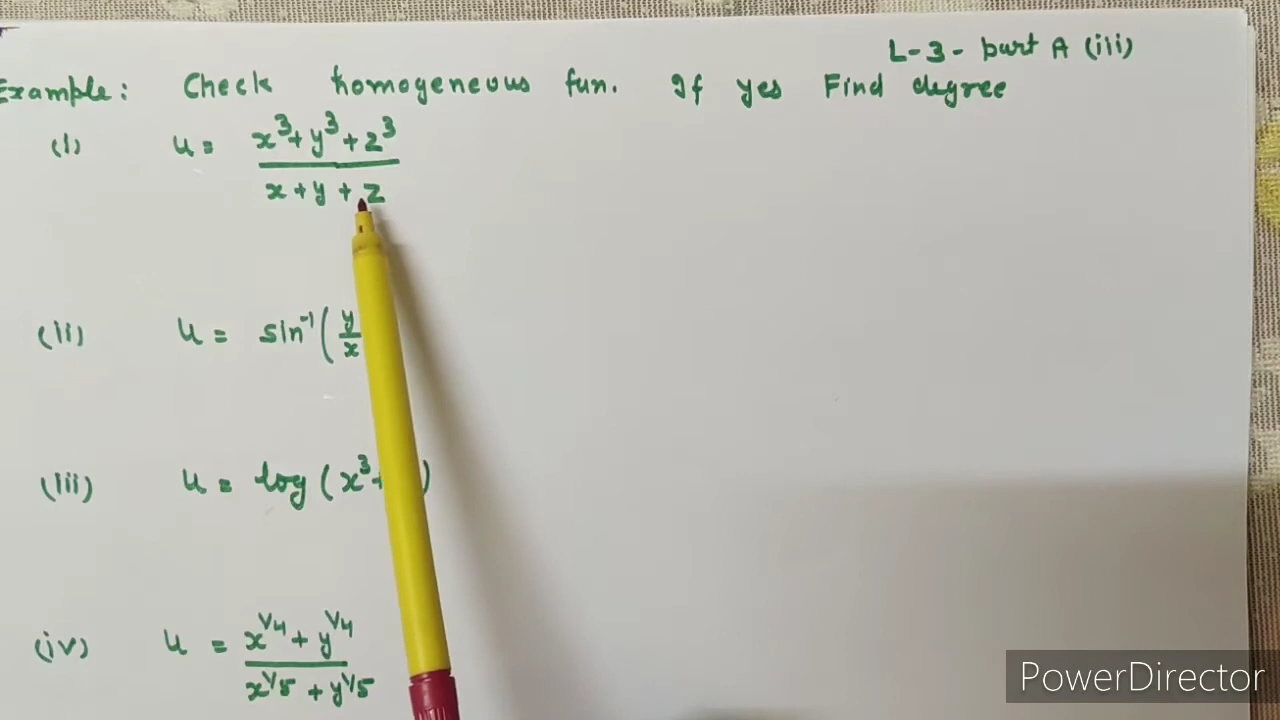 L-3- part A (iii)
Example: Check homogeneous fun. If yes Find degree
(i) u = x³+y³+z³
x+y+z
(ii) u = sin⁻¹(y
x
(iii) u = log(x³+ )
(iv) u = x^1/4 + y^1/4
x^1/5 + y^1/5
PowerDirector